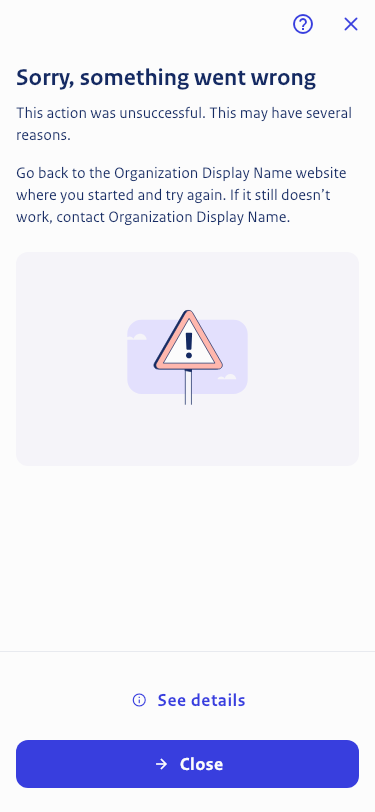 Sorry, something went wrong
This action was unsuccessful. This may have several
reasons.
Go back to the Organization Display Name website
where you started and try again. If it still doesn’t
work, contact Organization Display Name.
See details
Close